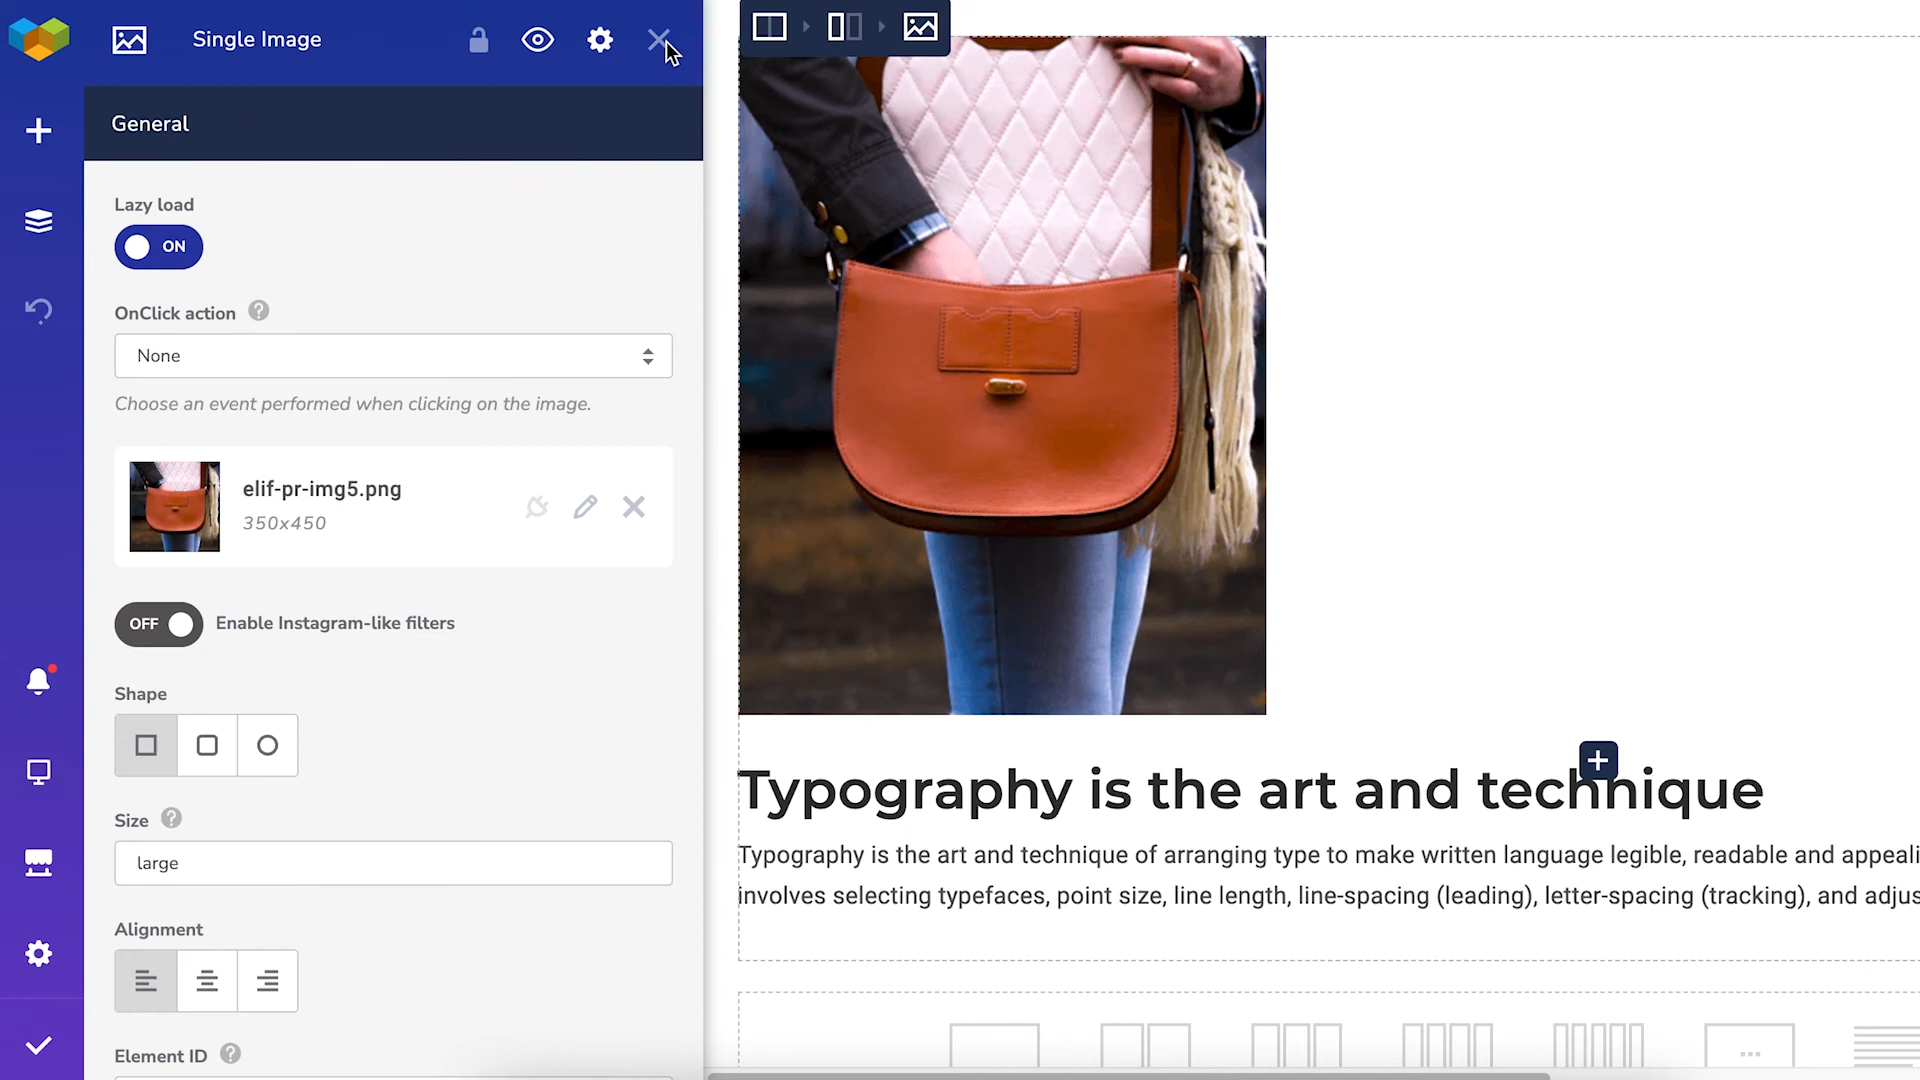 Single Image
General
Lazy load
ON
OnClick action
None
Choose an event performed when clicking on the image.
elif-pr-img5.png
350x450
OFF
Enable Instagram-like filters
Shape
Size
large
Alignment
Element ID
Typography is the art and technique
Typography is the art and technique of arranging type to make written language legible, readable and appeali
involves selecting typefaces, point size, line length, line-spacing (leading), letter-spacing (tracking), and adjus